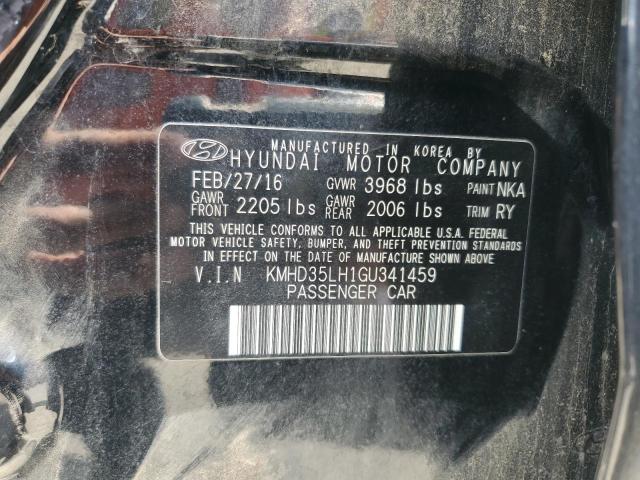 MANUFACTURED IN KOREA BY
HYUNDAI MOTOR COMPANY
FEB/27/16 GVWR 3968 lbs PAINT NKA
GAWR FRONT 2205 lbs GAWR REAR 2006 lbs TRIM RY
THIS VEHICLE CONFORMS TO ALL APPLICABLE U.S.A. FEDERAL
MOTOR VEHICLE SAFETY, BUMPER, AND THEFT PREVENTION STANDARDS
IN EFFECT ON THE DATE OF MANUFACTURE SHOWN ABOVE.
V.I.N KMHD35LH1GU341459
PASSENGER CAR